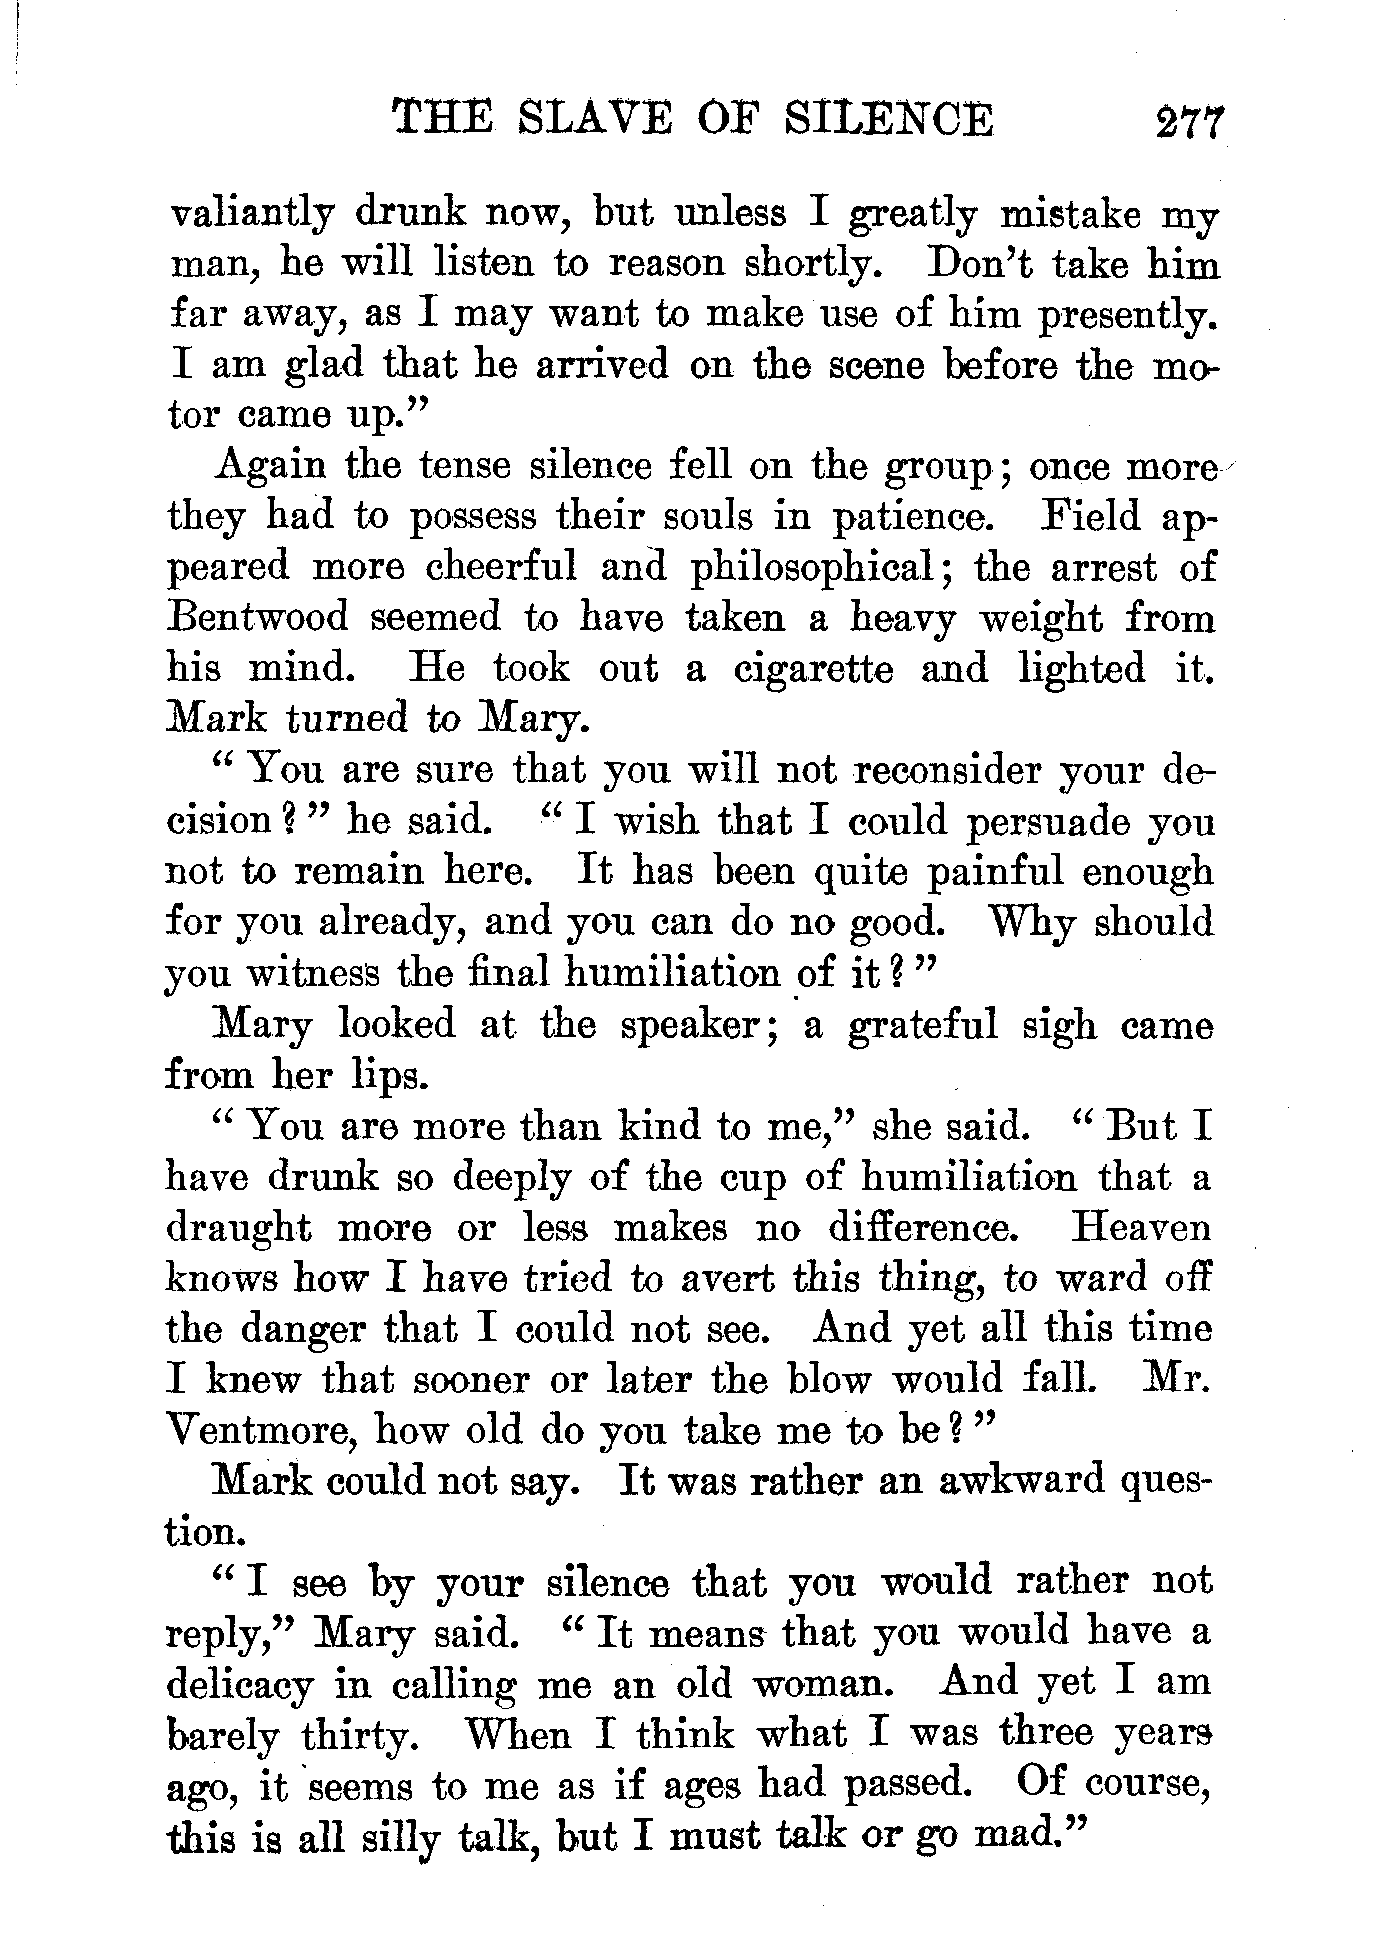 THE SLAVE OF SILENCE 277
valiantly drunk now, but unless I greatly mistake my
man, he will listen to reason shortly. Don't take him
far away, as I may want to make use of him presently.
I am glad that he arrived on the scene before the mo-
tor came up."
Again the tense silence fell on the group; once more
they had to possess their souls in patience. Field ap-
peared more cheerful and philosophical; the arrest of
Bentwood seemed to have taken a heavy weight from
his mind. He took out a cigarette and lighted it.
Mark turned to Mary.
"You are sure that you will not reconsider your de-
cision?" he said. "I wish that I could persuade you
not to remain here. It has been quite painful enough
for you already, and you can do no good. Why should
you witness the final humiliation of it?"
Mary looked at the speaker; a grateful sigh came
from her lips.
"You are more than kind to me," she said. "But I
have drunk so deeply of the cup of humiliation that a
draught more or less makes no difference. Heaven
knows how I have tried to avert this thing, to ward off
the danger that I could not see. And yet all this time
I knew that sooner or later the blow would fall. Mr.
Ventmore, how old do you take me to be?"
Mark could not say. It was rather an awkward ques-
tion.
"I see by your silence that you would rather not
reply," Mary said. "It means that you would have a
delicacy in calling me an old woman. And yet I am
barely thirty. When I think what I was three years
ago, it seems to me as if ages had passed. Of course,
this is all silly talk, but I must talk or go mad."